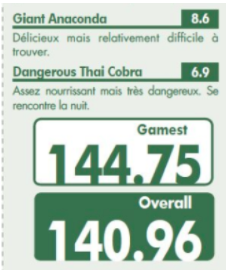 Giant Anaconda 8.6
Délicieux mais relativement difficile à
trouver.
Dangerous Thai Cobra 6.9
Assez nourrissant mais très dangereux. Se
rencontre la nuit.
Gamest
144.75
Overall
140.96